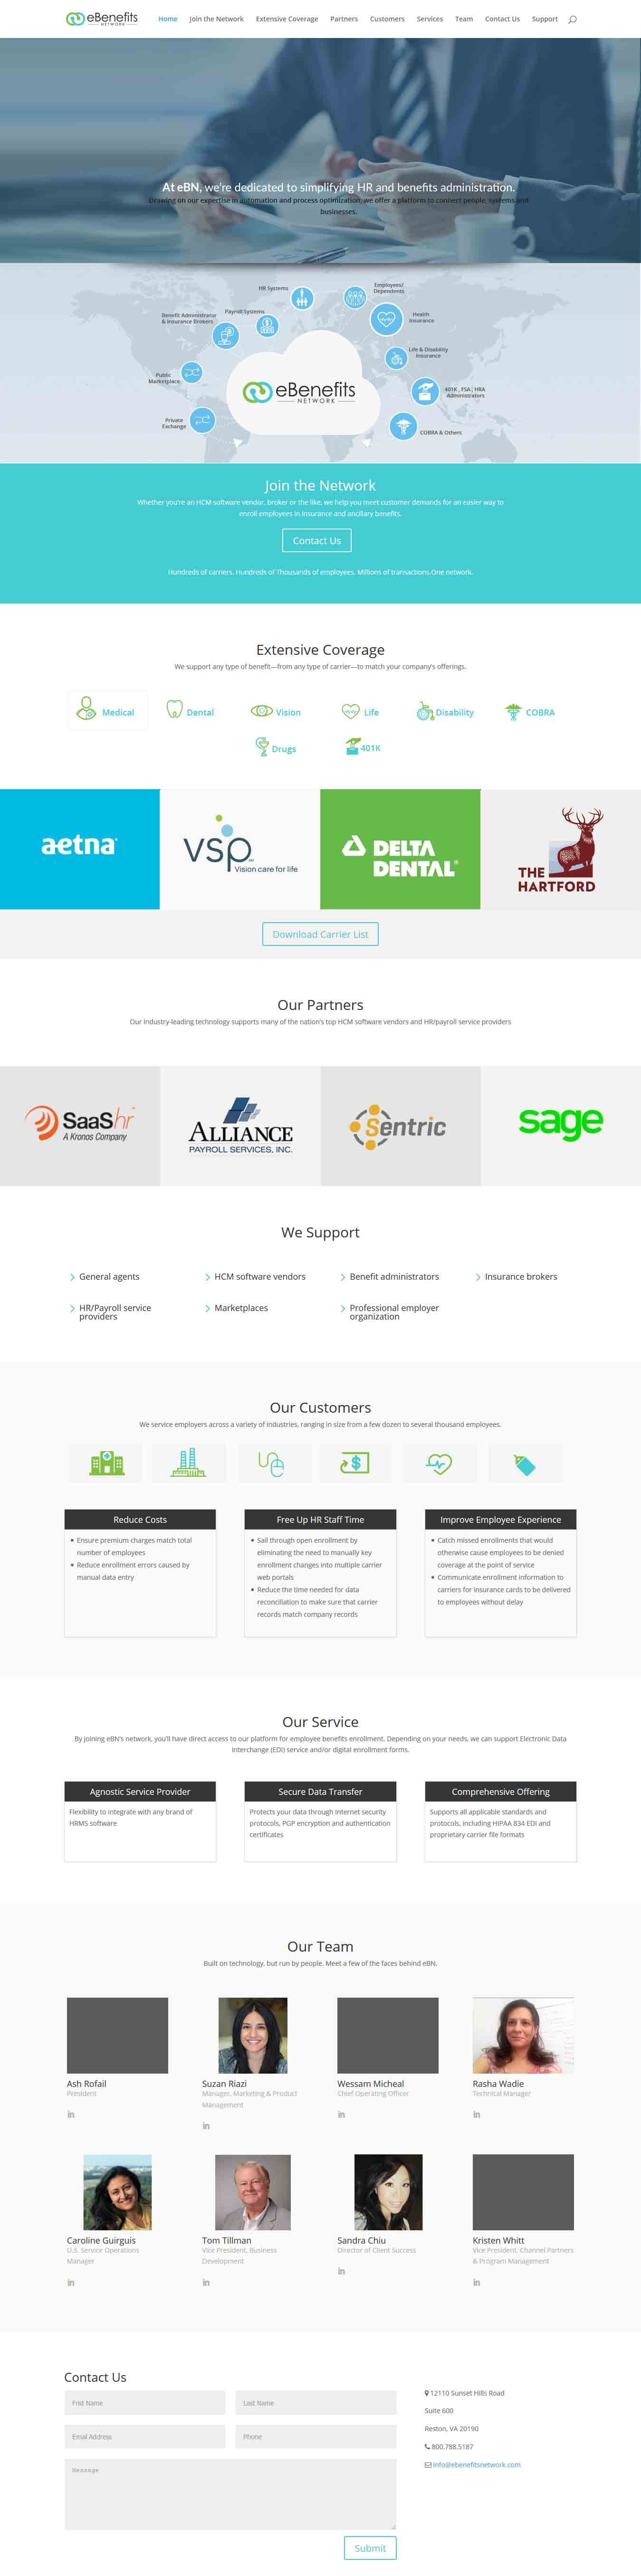 eBenefits
NETWORK
Home
Join the Network
Extensive Coverage
Partners
Customers
Services
Team
Contact Us
Support
At eBN, we're dedicated to simplifying HR and benefits administration.
Drawing on our expertise in automation and process optimization, we offer a platform to connect people, systems and
businesses.
HR Systems
Employees/
Dependents
Benefit Administrator
& Insurance Brokers
Payroll Systems
Health
Insurance
Life & Disability
Insurance
Public
Marketplace
eBenefits
NETWORK
401K , FSA , HRA
Administrators
Private
Exchange
COBRA & Others
Join the Network
Whether you're an HCM software vendor, broker or the like, we help you meet customer demands for an easier way to
enroll employees in insurance and ancillary benefits.
Contact Us
Hundreds of carriers. Hundreds of Thousands of employees. Millions of transactions.One network.
Extensive Coverage
We support any type of benefit—from any type of carrier—to match your company's offerings.
Medical
Dental
Vision
Life
Disability
COBRA
Drugs
401K
aetna
vsp
Vision care for life
DELTA DENTAL
THE HARTFORD
Download Carrier List
Our Partners
Our industry-leading technology supports many of the nation's top HCM software vendors and HR/payroll service providers
SaaShr
A Kronos Company
ALLIANCE
PAYROLL SERVICES, INC.
Sentric
sage
We Support
General agents
HCM software vendors
Benefit administrators
Insurance brokers
HR/Payroll service
providers
Marketplaces
Professional employer
organization
Our Customers
We service employers across a variety of industries, ranging in size from a few dozen to several thousand employees.
Reduce Costs
Ensure premium charges match total
number of employees
Reduce enrollment errors caused by
manual data entry
Free Up HR Staff Time
Sail through open enrollment by
eliminating the need to manually key
enrollment changes into multiple carrier
web portals
Reduce the time needed for data
reconciliation to make sure that carrier
records match company records
Improve Employee Experience
Catch missed enrollments that would
otherwise cause employees to be denied
coverage at the point of service
Communicate enrollment information to
carriers for insurance cards to be delivered
to employees without delay
Our Service
By joining eBN's network, you'll have direct access to our platform for employee benefits enrollment. Depending on your needs, we can support Electronic Data
Interchange (EDI) service and/or digital enrollment forms.
Agnostic Service Provider
Flexibility to integrate with any brand of
HRMS software
Secure Data Transfer
Protects your data through internet security
protocols, PGP encryption and authentication
certificates
Comprehensive Offering
Supports all applicable standards and
protocols, including HIPAA 834 EDI and
proprietary carrier file formats
Our Team
Built on technology, but run by people. Meet a few of the faces behind eBN.
Ash Rofail
President
in
Suzan Riazi
Manager, Marketing & Product
Management
in
Wessam Micheal
Chief Operating Officer
in
Rasha Wadie
Technical Manager
in
Caroline Guirguis
U.S. Service Operations
Manager
in
Tom Tillman
Vice President, Business
Development
in
Sandra Chiu
Director of Client Success
in
Kristen Whitt
Vice President, Channel Partners
& Program Management
in
Contact Us
Frist Name
Last Name
Email Address
Phone
Message
Submit
12110 Sunset Hills Road
Suite 600
Reston, VA 20190
800.788.5187
info@ebenefitsnetwork.com